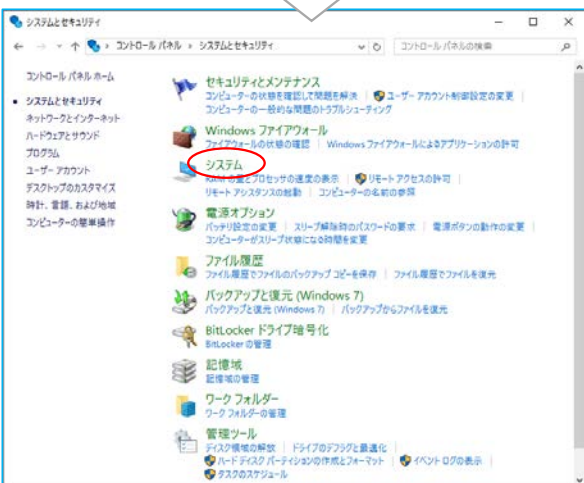 システムとセキュリティ
コントロール パネル › システムとセキュリティ
コントロール パネルの検索
コントロール パネル ホーム
システムとセキュリティ
ネットワークとインターネット
ハードウェアとサウンド
プログラム
ユーザー アカウント
デスクトップのカスタマイズ
時計、言語、および地域
コンピューターの簡単操作
セキュリティとメンテナンス
コンピューターの状態を確認して問題を解決 | ユーザー アカウント制御設定の変更 |
コンピューターの一般的な問題のトラブルシューティング
Windows ファイアウォール
ファイアウォールの状態の確認 | Windows ファイアウォールによるアプリケーションの許可
システム
RAM の量とプロセッサの速度の表示 | リモート アクセスの許可 |
リモート アシスタンスの起動 | コンピューターの名前の参照
電源オプション
バッテリ設定の変更 | スリープ解除時のパスワードの要求 | 電源ボタンの動作の変更 |
コンピューターがスリープ状態になる時間を変更
ファイル履歴
ファイル履歴でファイルのバックアップ コピーを保存 | ファイル履歴でファイルを復元
バックアップと復元 (Windows 7)
バックアップと復元 (Windows 7) | バックアップからファイルを復元
BitLocker ドライブ暗号化
BitLocker の管理
記憶域
記憶域の管理
ワーク フォルダー
ワーク フォルダーの管理
管理ツール
ディスク領域の解放 | ドライブのデフラグと最適化 |
ハード ディスク パーティションの作成とフォーマット | イベント ログの表示 |
タスクのスケジュール